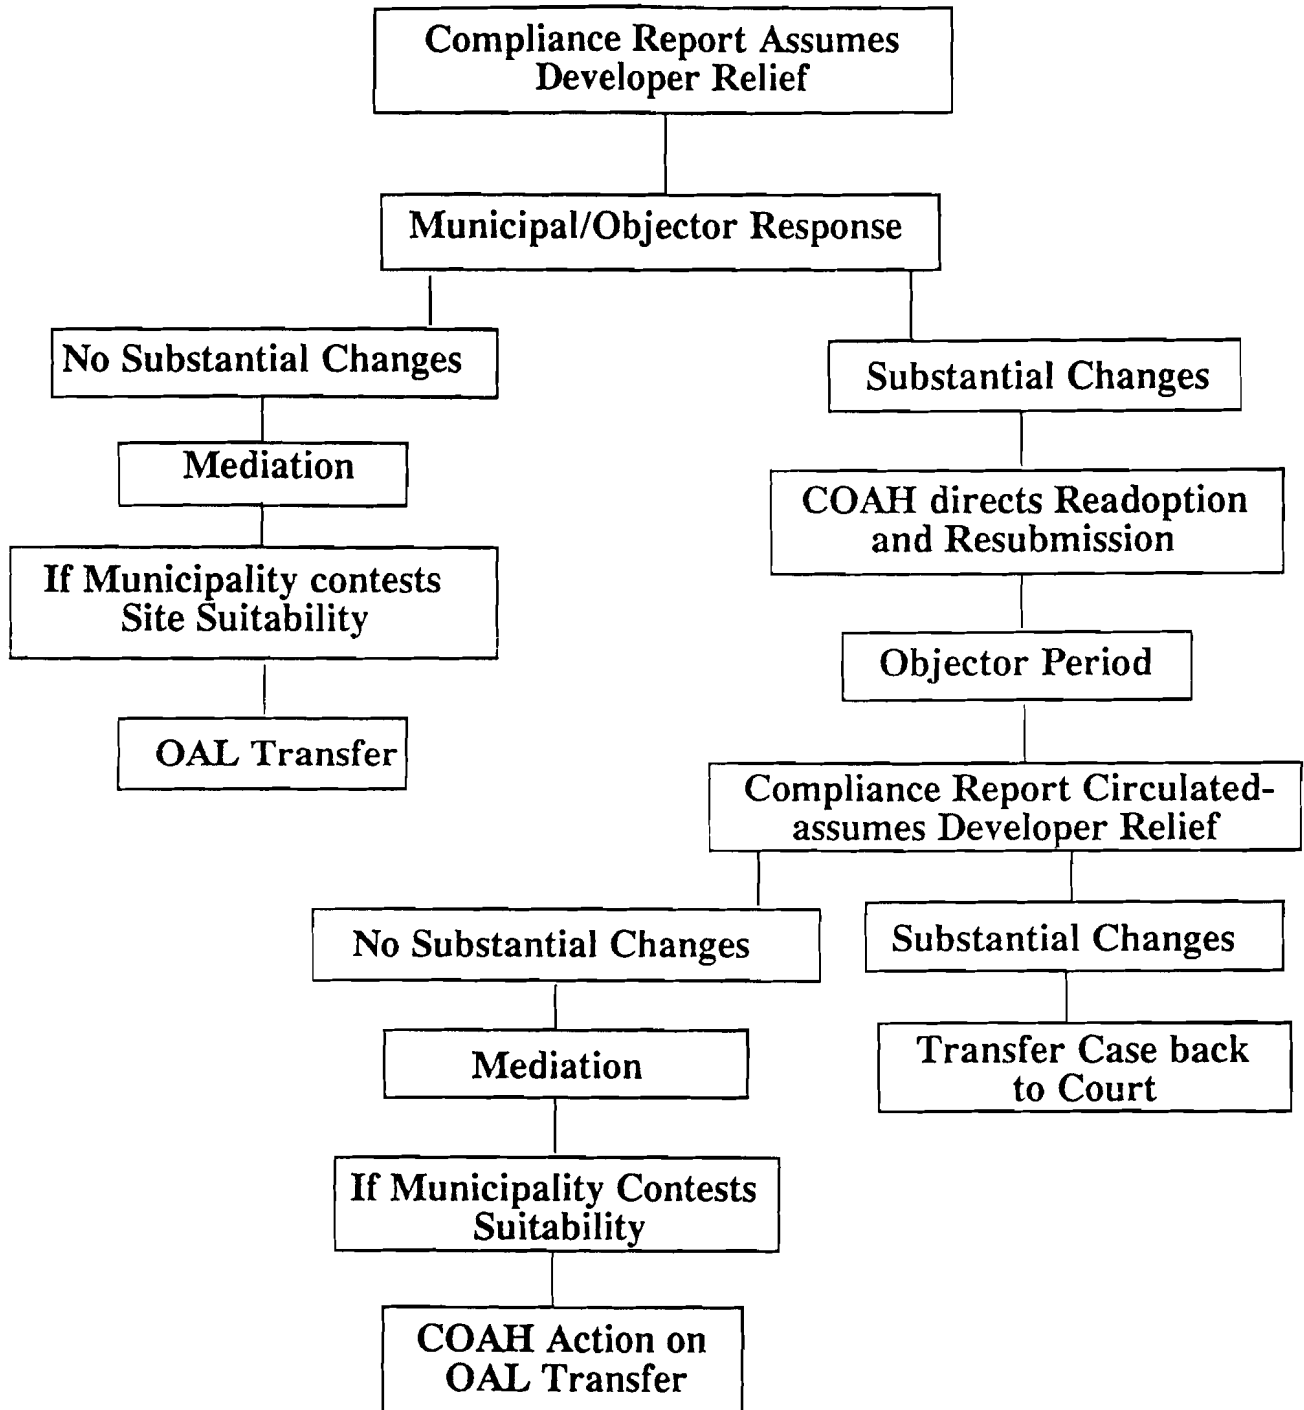 Compliance Report Assumes
Developer Relief
Municipal/Objector Response
No Substantial Changes
Substantial Changes
Mediation
COAH directs Readoption
and Resubmission
If Municipality contests
Site Suitability
Objector Period
OAL Transfer
Compliance Report Circulated-
assumes Developer Relief
No Substantial Changes
Substantial Changes
Mediation
Transfer Case back
to Court
If Municipality Contests
Suitability
COAH Action on
OAL Transfer